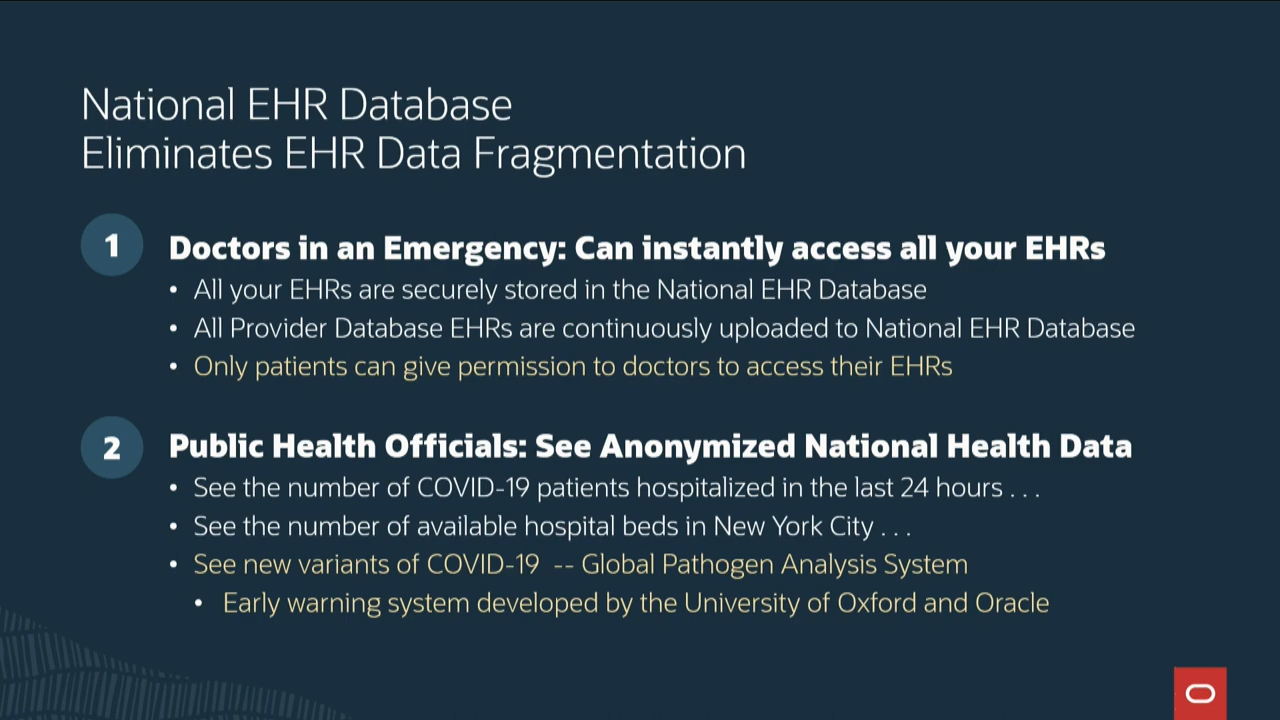 National EHR Database
Eliminates EHR Data Fragmentation
1
Doctors in an Emergency: Can instantly access all your EHRs
• All your EHRs are securely stored in the National EHR Database
• All Provider Database EHRs are continuously uploaded to National EHR Database
• Only patients can give permission to doctors to access their EHRs
2
Public Health Officials: See Anonymized National Health Data
• See the number of COVID-19 patients hospitalized in the last 24 hours . . .
• See the number of available hospital beds in New York City . . .
• See new variants of COVID-19 -- Global Pathogen Analysis System
• Early warning system developed by the University of Oxford and Oracle